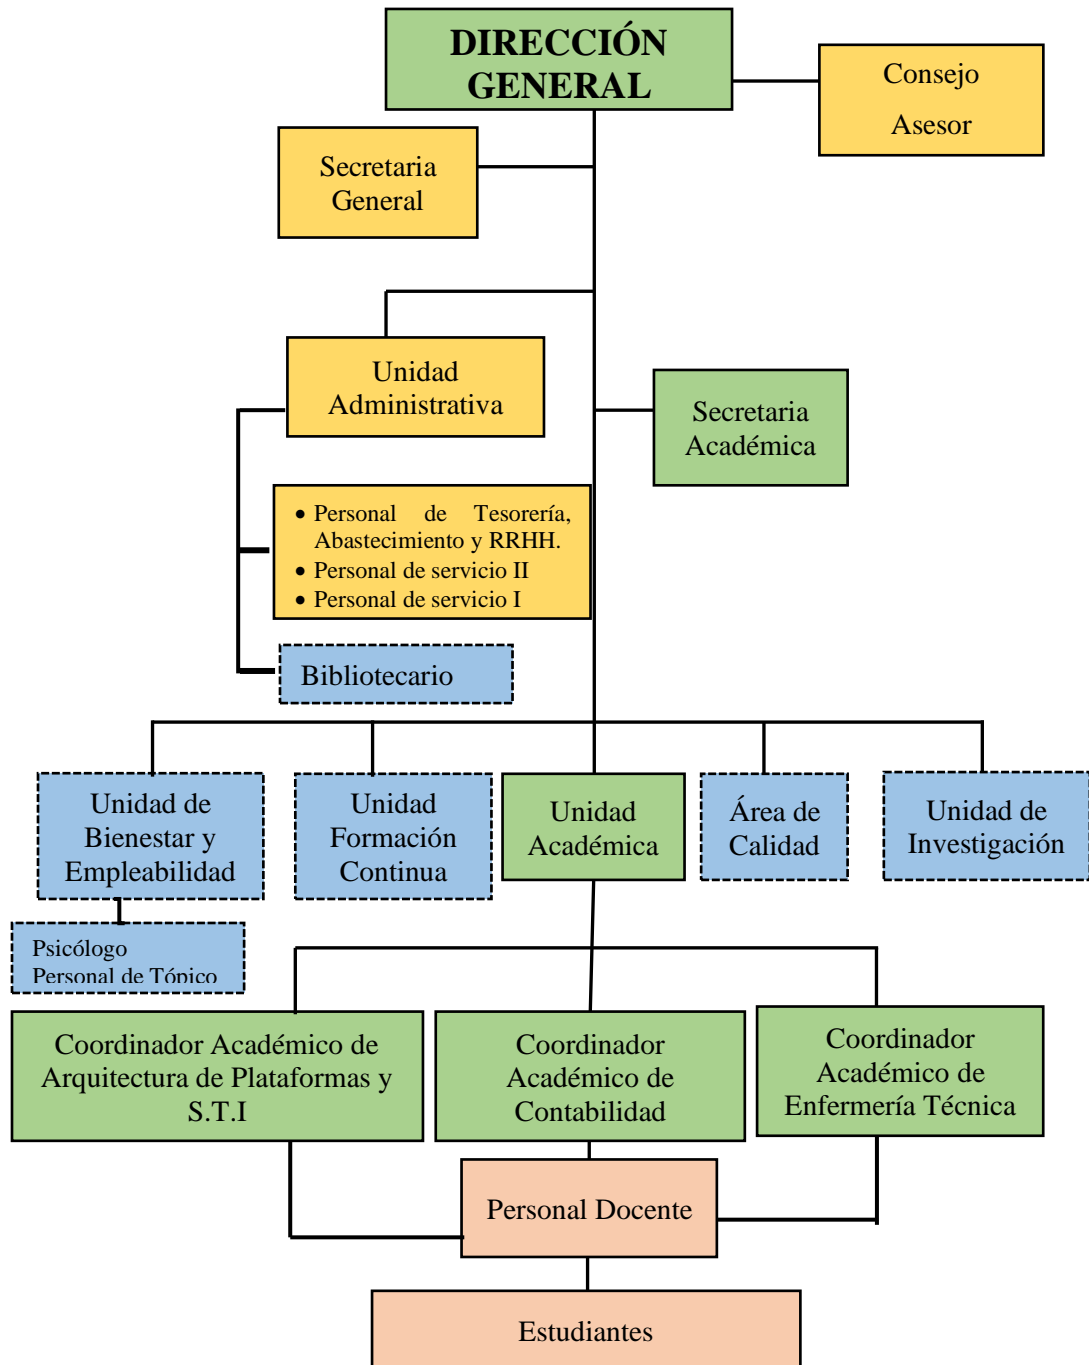 DIRECCIÓN
GENERAL
Consejo
Asesor
Secretaria
General
Unidad
Administrativa
Secretaria
Académica
• Personal de Tesorería,
Abastecimiento y RRHH.
• Personal de servicio II
• Personal de servicio I
Bibliotecario
Unidad de
Bienestar y
Empleabilidad
Unidad
Formación
Continua
Unidad
Académica
Área de
Calidad
Unidad de
Investigación
Psicólogo
Personal de Tópico
Coordinador Académico de
Arquitectura de Plataformas y
S.T.I
Coordinador
Académico de
Contabilidad
Coordinador
Académico de
Enfermería Técnica
Personal Docente
Estudiantes